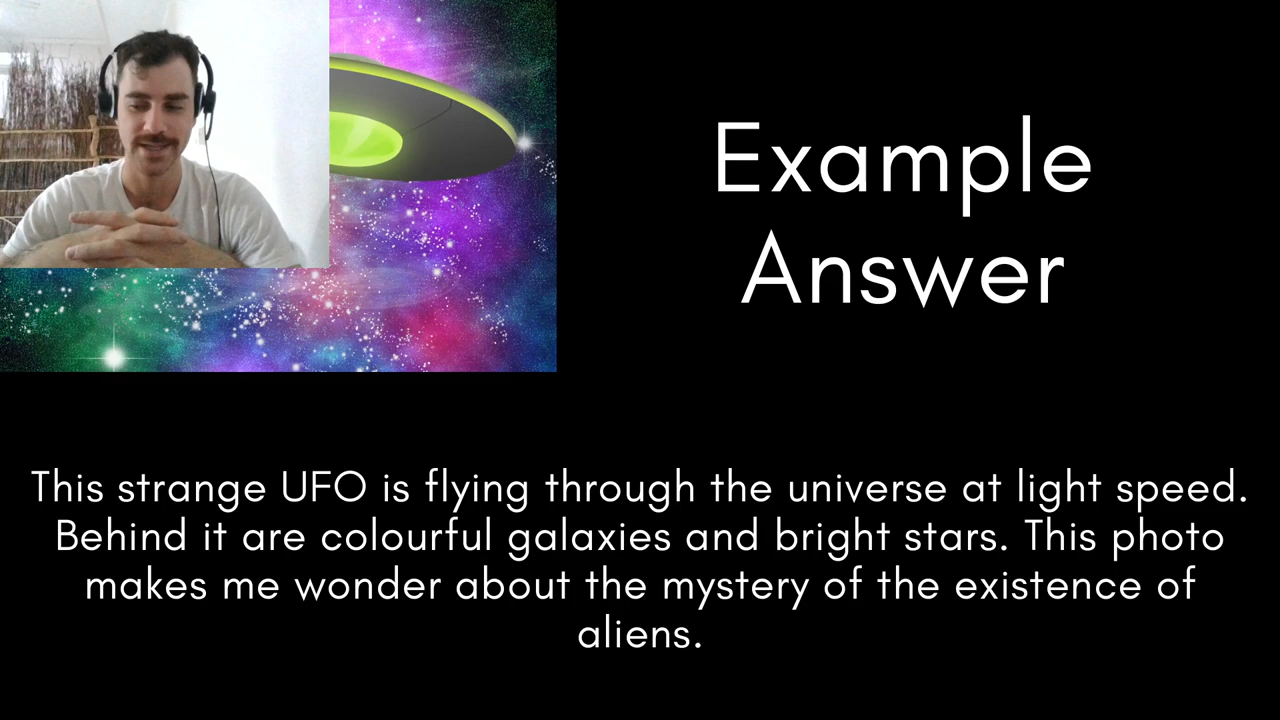 Example
Answer
This strange UFO is flying through the universe at light speed.
Behind it are colourful galaxies and bright stars. This photo
makes me wonder about the mystery of the existence of
aliens.